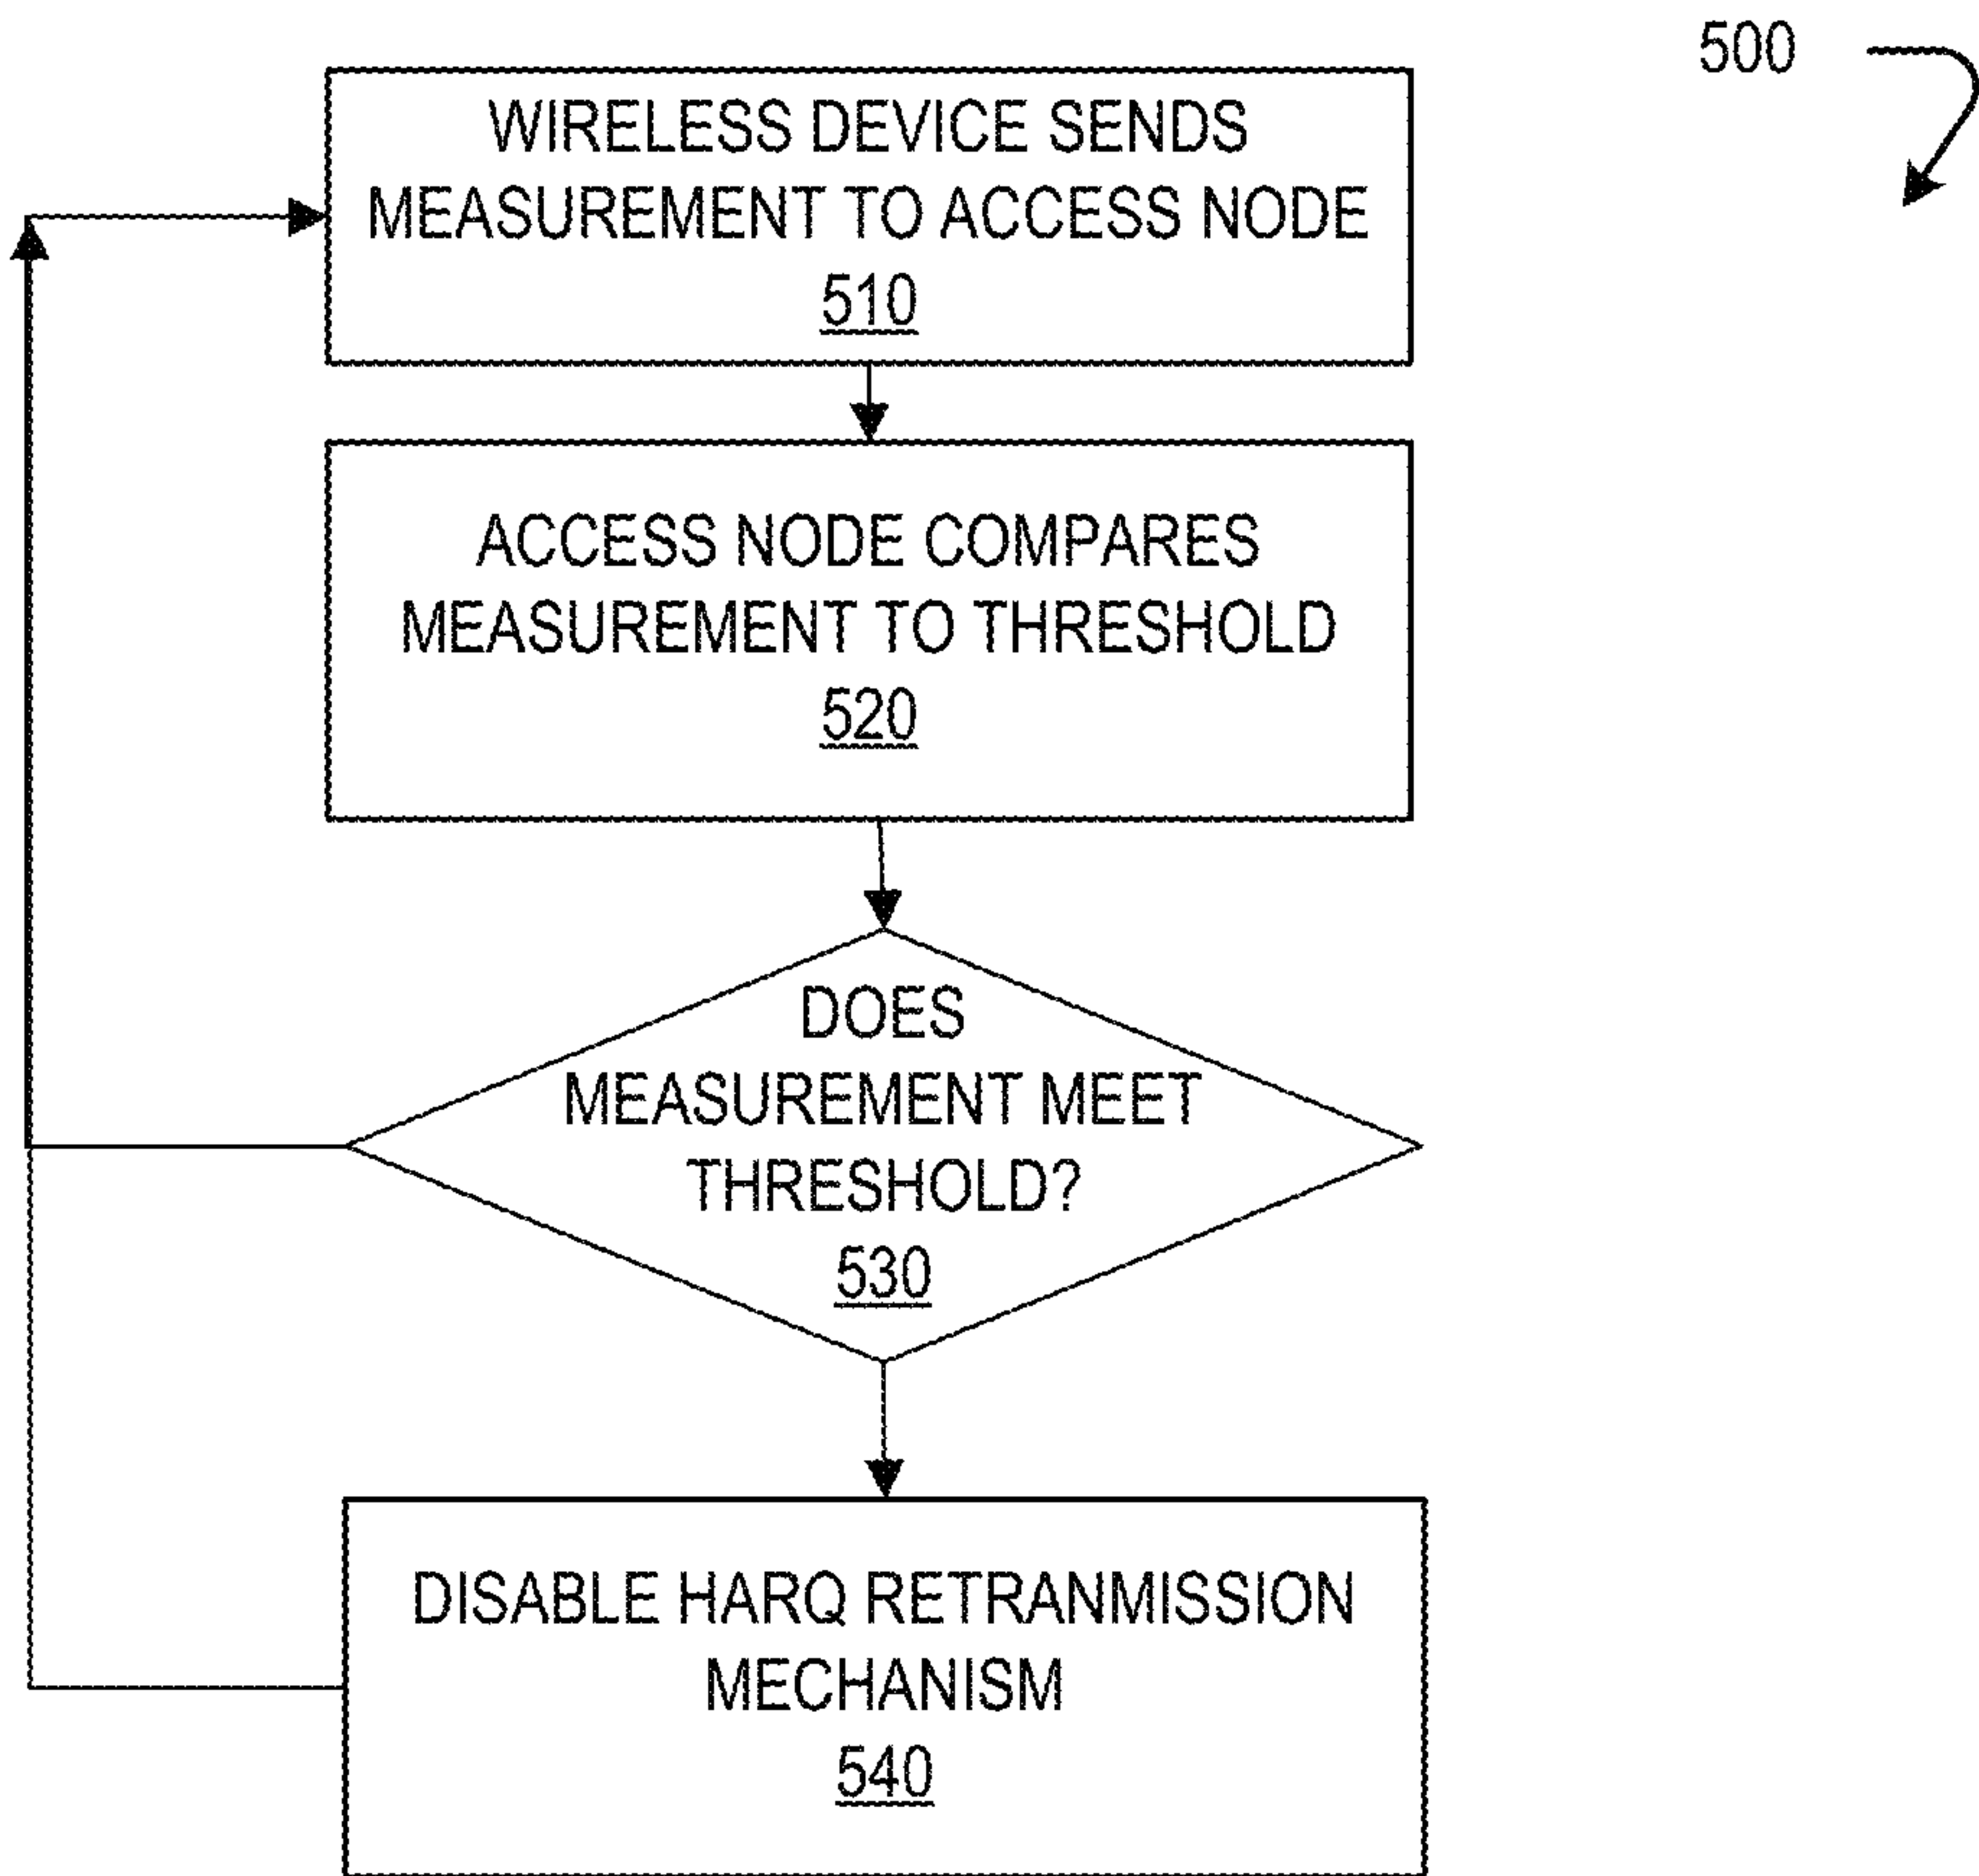 500
WIRELESS DEVICE SENDS
MEASUREMENT TO ACCESS NODE
510
ACCESS NODE COMPARES
MEASUREMENT TO THRESHOLD
520
DOES
MEASUREMENT MEET
THRESHOLD?
530
DISABLE HARQ RETRANMISSION
MECHANISM
540